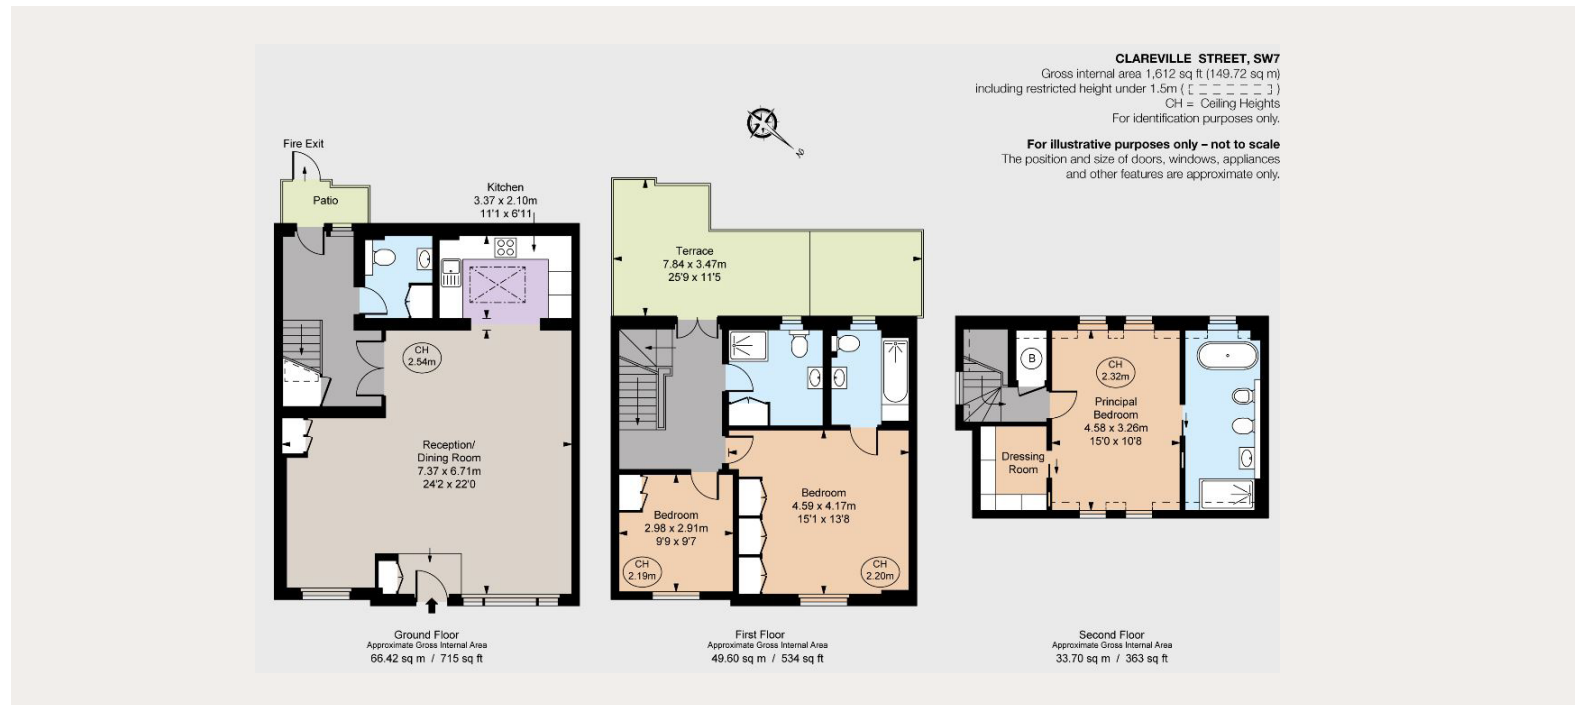 CLAREVILLE STREET, SW7
Gross internal area 1,612 sq ft (149.72 sq m)
including restricted height under 1.5m ( )
CH = Ceiling Heights
For identification purposes only.
For illustrative purposes only – not to scale
The position and size of doors, windows, appliances
and other features are approximate only.
N
Fire Exit
Patio
Kitchen
3.37 x 2.10m
11'1 x 6'11
CH
2.54m
Reception/
Dining Room
7.37 x 6.71m
24'2 x 22'0
Ground Floor
Approximate Gross Internal Area
66.42 sq m / 715 sq ft
Terrace
7.84 x 3.47m
25'9 x 11'5
Bedroom
2.98 x 2.91m
9'9 x 9'7
CH
2.19m
Bedroom
4.59 x 4.17m
15'1 x 13'8
CH
2.20m
First Floor
Approximate Gross Internal Area
49.60 sq m / 534 sq ft
B
CH
2.32m
Principal
Bedroom
4.58 x 3.26m
15'0 x 10'8
Dressing
Room
Second Floor
Approximate Gross Internal Area
33.70 sq m / 363 sq ft